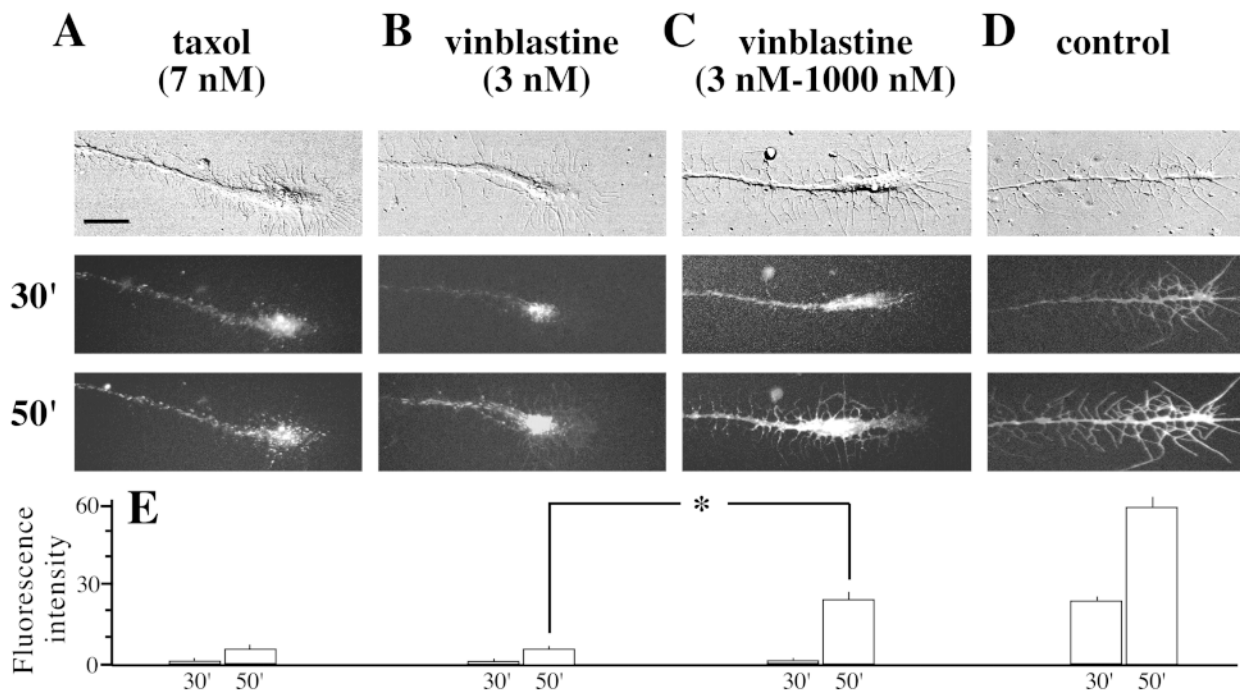 A
taxol
(7 nM)
B
vinblastine
(3 nM)
C
vinblastine
(3 nM-1000 nM)
D
control
30'
50'
E
Fluorescence
intensity
60
30
0
*
30' 50'
30' 50'
30' 50'
30' 50'